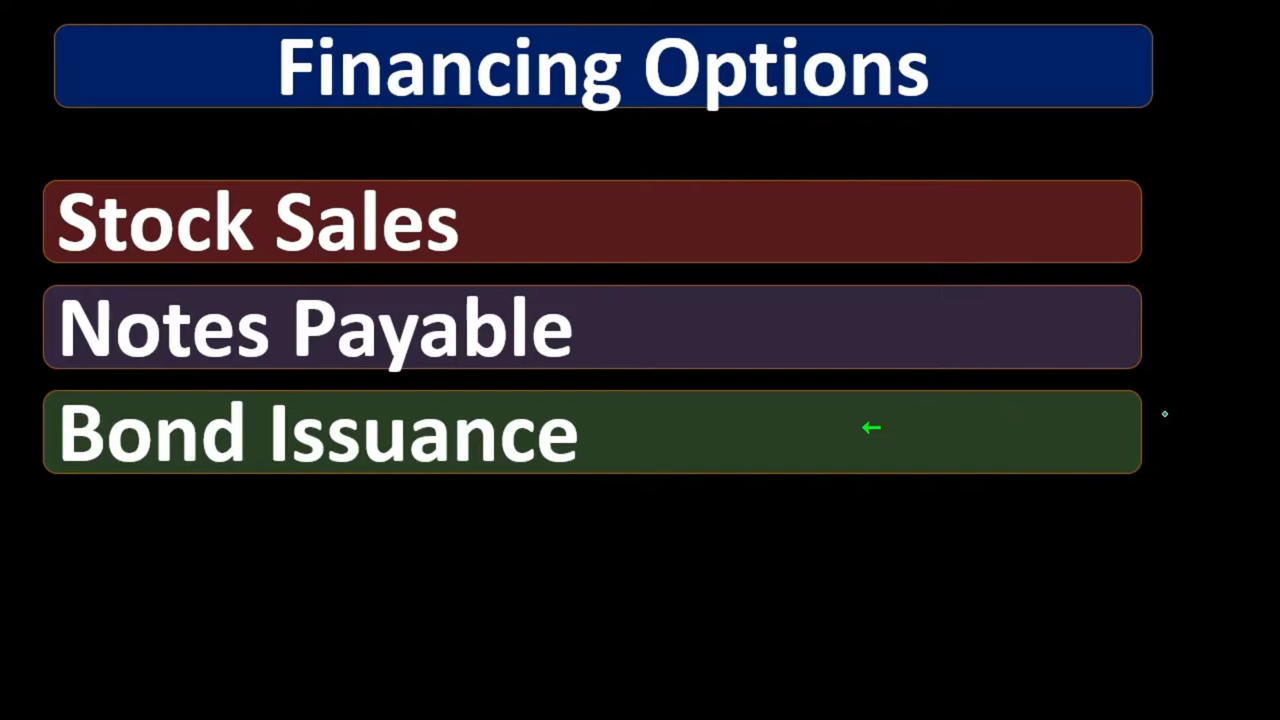 Financing Options
Stock Sales
Notes Payable
Bond Issuance